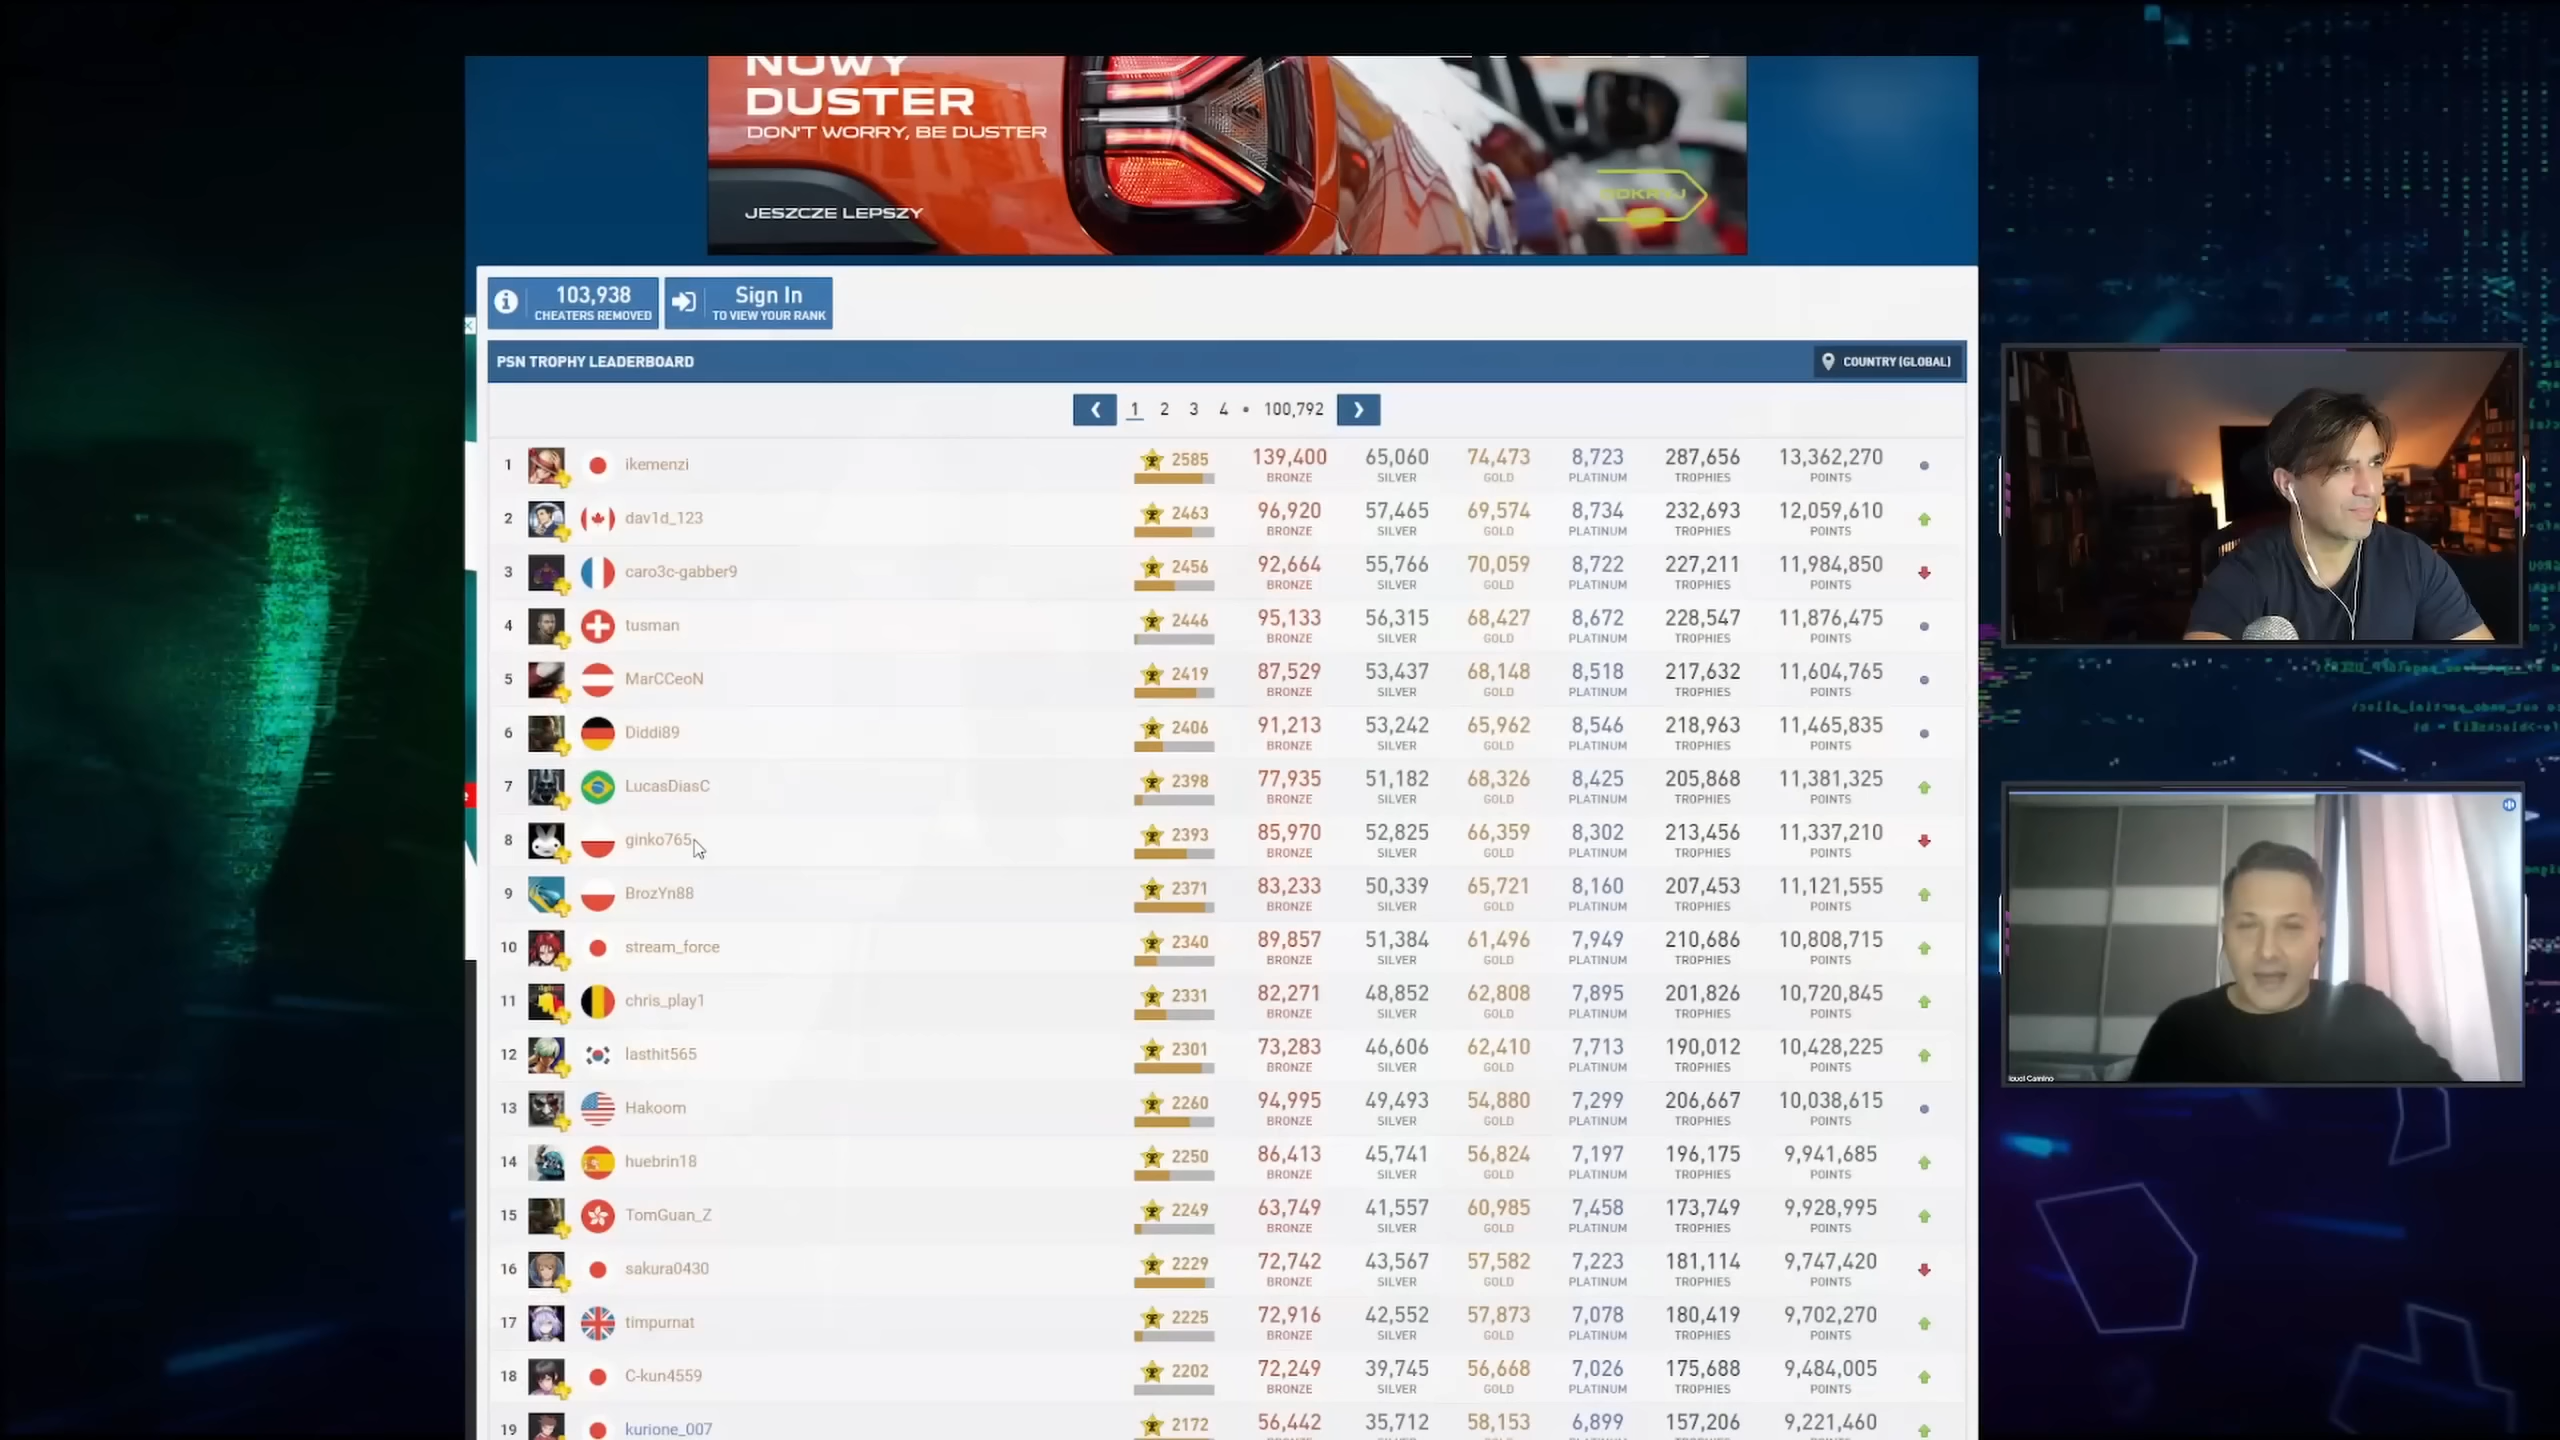 NOWY
DUSTER
DON'T WORRY, BE DUSTER
JESZCZE LEPSZY
ODKRYJ
103,938
CHEATERS REMOVED
Sign In
TO VIEW YOUR RANK
PSN TROPHY LEADERBOARD
COUNTRY (GLOBAL)
1 2 3 4 • 100,792
1 ikemenzi 2585 139,400 BRONZE 65,060 SILVER 74,473 GOLD 8,723 PLATINUM 287,656 TROPHIES 13,362,270 POINTS
2 dav1d_123 2463 96,920 BRONZE 57,465 SILVER 69,574 GOLD 8,734 PLATINUM 232,693 TROPHIES 12,059,610 POINTS
3 caro3c-gabber9 2456 92,664 BRONZE 55,766 SILVER 70,059 GOLD 8,722 PLATINUM 227,211 TROPHIES 11,984,850 POINTS
4 tusman 2446 95,133 BRONZE 56,315 SILVER 68,427 GOLD 8,672 PLATINUM 228,547 TROPHIES 11,876,475 POINTS
5 MarCCeoN 2419 87,529 BRONZE 53,437 SILVER 68,148 GOLD 8,518 PLATINUM 217,632 TROPHIES 11,604,765 POINTS
6 Diddi89 2406 91,213 BRONZE 53,242 SILVER 65,962 GOLD 8,546 PLATINUM 218,963 TROPHIES 11,465,835 POINTS
7 LucasDiasC 2398 77,935 BRONZE 51,182 SILVER 68,326 GOLD 8,425 PLATINUM 205,868 TROPHIES 11,381,325 POINTS
8 ginko765 2393 85,970 BRONZE 52,825 SILVER 66,359 GOLD 8,302 PLATINUM 213,456 TROPHIES 11,337,210 POINTS
9 BrozYn88 2371 83,233 BRONZE 50,339 SILVER 65,721 GOLD 8,160 PLATINUM 207,453 TROPHIES 11,121,555 POINTS
10 stream_force 2340 89,857 BRONZE 51,384 SILVER 61,496 GOLD 7,949 PLATINUM 210,686 TROPHIES 10,808,715 POINTS
11 chris_play1 2331 82,271 BRONZE 48,852 SILVER 62,808 GOLD 7,895 PLATINUM 201,826 TROPHIES 10,720,845 POINTS
12 lasthit565 2301 73,283 BRONZE 46,606 SILVER 62,410 GOLD 7,713 PLATINUM 190,012 TROPHIES 10,428,225 POINTS
13 Hakoom 2260 94,995 BRONZE 49,493 SILVER 54,880 GOLD 7,299 PLATINUM 206,667 TROPHIES 10,038,615 POINTS
14 huebrin18 2250 86,413 BRONZE 45,741 SILVER 56,824 GOLD 7,197 PLATINUM 196,175 TROPHIES 9,941,685 POINTS
15 TomGuan_Z 2249 63,749 BRONZE 41,557 SILVER 60,985 GOLD 7,458 PLATINUM 173,749 TROPHIES 9,928,995 POINTS
16 sakura0430 2229 72,742 BRONZE 43,567 SILVER 57,582 GOLD 7,223 PLATINUM 181,114 TROPHIES 9,747,420 POINTS
17 timpurnat 2225 72,916 BRONZE 42,552 SILVER 57,873 GOLD 7,078 PLATINUM 180,419 TROPHIES 9,702,270 POINTS
18 C-kun4559 2202 72,249 BRONZE 39,745 SILVER 56,668 GOLD 7,026 PLATINUM 175,688 TROPHIES 9,484,005 POINTS
19 kurione_007 2172 56,442 35,712 58,153 6,899 157,206 9,221,460